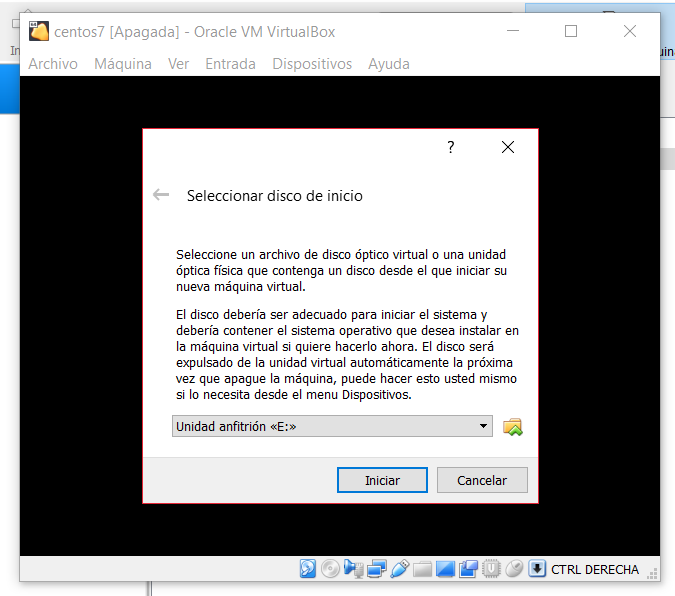 centos7 [Apagada] - Oracle VM VirtualBox
Archivo Máquina Ver Entrada Dispositivos Ayuda
?
Seleccionar disco de inicio
Seleccione un archivo de disco óptico virtual o una unidad
óptica física que contenga un disco desde el que iniciar su
nueva máquina virtual.
El disco debería ser adecuado para iniciar el sistema y
debería contener el sistema operativo que desea instalar en
la máquina virtual si quiere hacerlo ahora. El disco será
expulsado de la unidad virtual automáticamente la próxima
vez que apague la máquina, puede hacer esto usted mismo
si lo necesita desde el menu Dispositivos.
Unidad anfitrión «E:»
Iniciar Cancelar
CTRL DERECHA